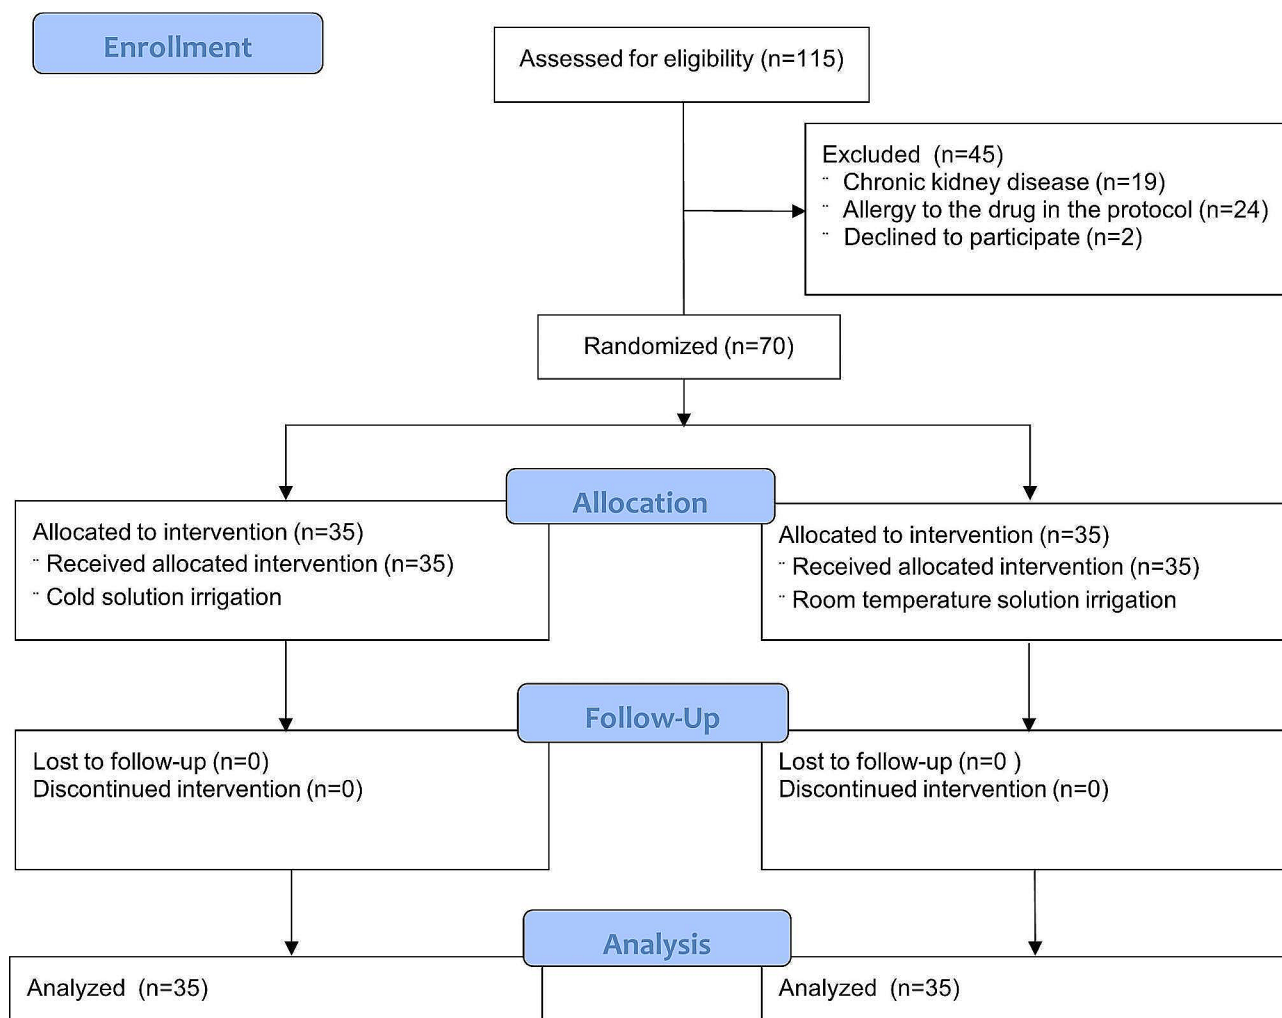 Enrollment
Assessed for eligibility (n=115)
Excluded (n=45)
¨ Chronic kidney disease (n=19)
¨ Allergy to the drug in the protocol (n=24)
¨ Declined to participate (n=2)
Randomized (n=70)
Allocation
Allocated to intervention (n=35)
¨ Received allocated intervention (n=35)
¨ Cold solution irrigation
Allocated to intervention (n=35)
¨ Received allocated intervention (n=35)
¨ Room temperature solution irrigation
Follow-Up
Lost to follow-up (n=0)
Discontinued intervention (n=0)
Lost to follow-up (n=0 )
Discontinued intervention (n=0)
Analysis
Analyzed (n=35)
Analyzed (n=35)